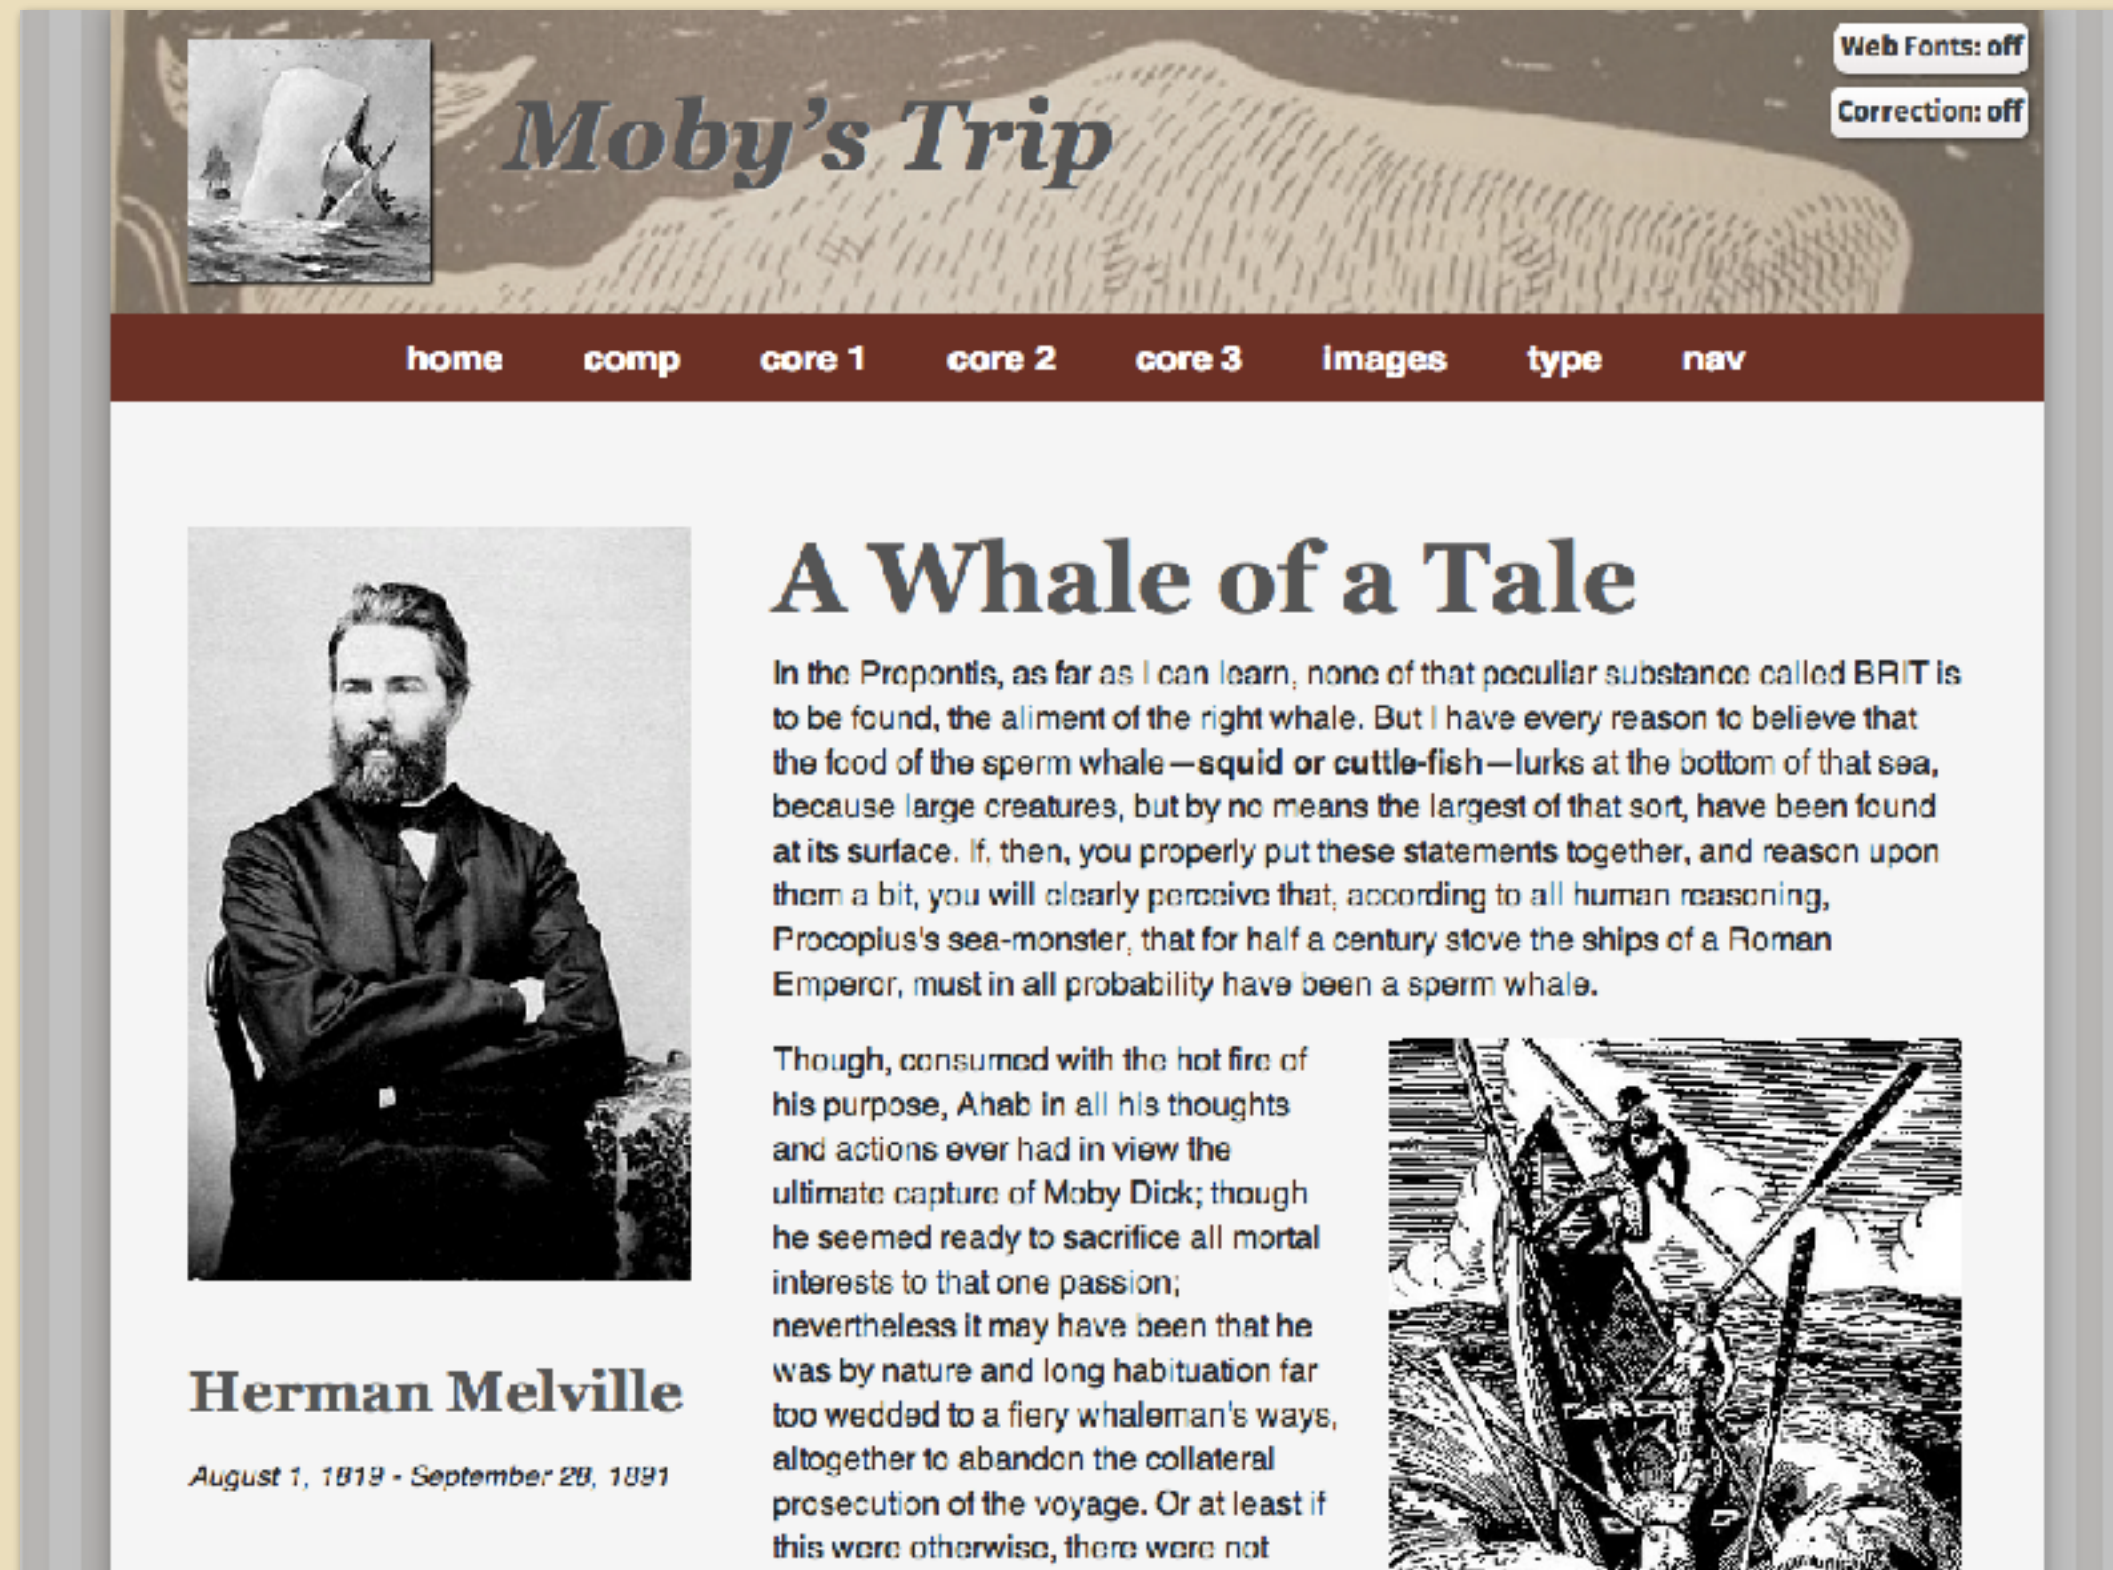 Web Fonts: off
Correction: off
Moby’s Trip
home comp core 1 core 2 core 3 images type nav
A Whale of a Tale
In the Propontis, as far as I can learn, none of that peculiar substance called BRIT is
to be found, the aliment of the right whale. But I have every reason to believe that
the food of the sperm whale—squid or cuttle-fish—lurks at the bottom of that sea,
because large creatures, but by no means the largest of that sort, have been found
at its surface. If, then, you properly put these statements together, and reason upon
them a bit, you will clearly perceive that, according to all human reasoning,
Procopius's sea-monster, that for half a century stove the ships of a Roman
Emperor, must in all probability have been a sperm whale.
Though, consumed with the hot fire of
his purpose, Ahab in all his thoughts
and actions ever had in view the
ultimate capture of Moby Dick; though
he seemed ready to sacrifice all mortal
interests to that one passion;
nevertheless it may have been that he
was by nature and long habituation far
too wedded to a fiery whaleman's ways,
altogether to abandon the collateral
prosecution of the voyage. Or at least if
this were otherwise, there were not
Herman Melville
August 1, 1819 - September 28, 1891